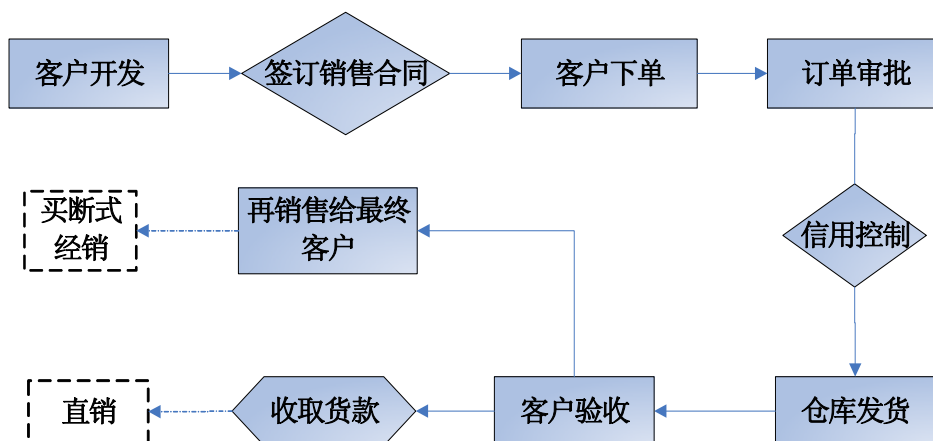 客户开发
签订销售合同
客户下单
订单审批
买断式
经销
再销售给最终
客户
信用控制
直销
收取货款
客户验收
仓库发货